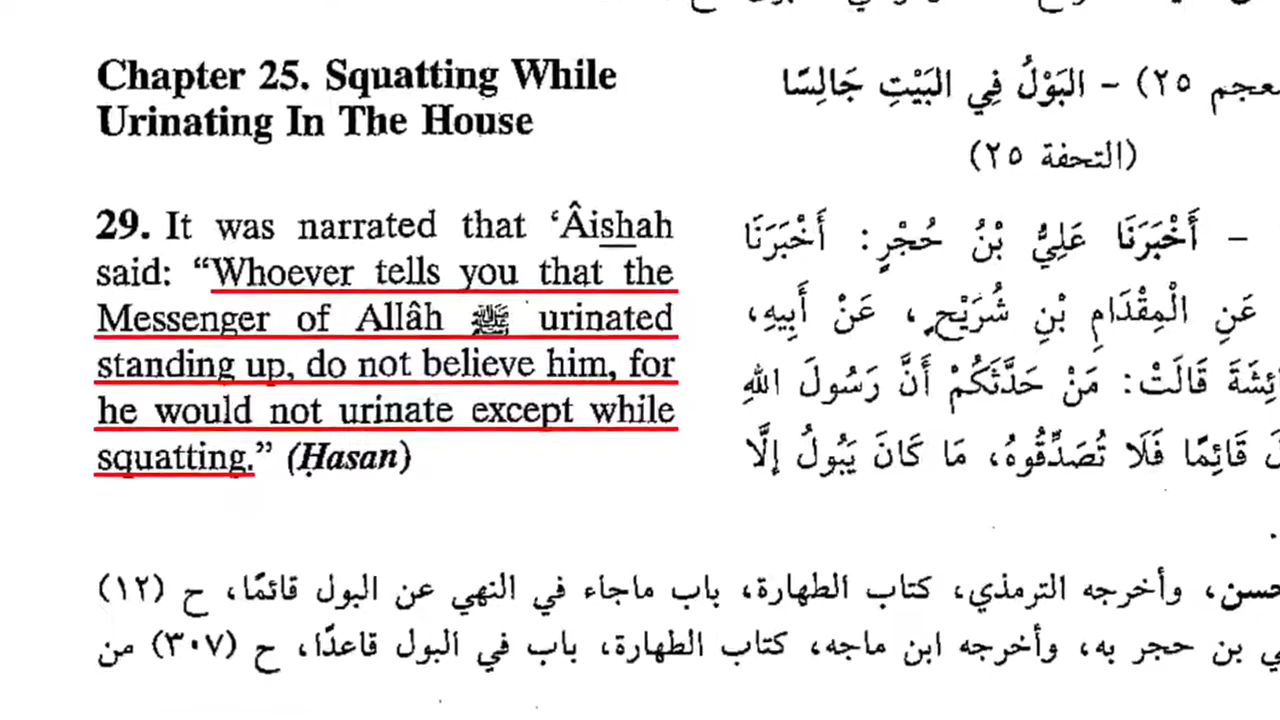 Chapter 25. Squatting While
Urinating In The House
29. It was narrated that ‘Âishah
said: “Whoever tells you that the
Messenger of Allâh ﷺ urinated
standing up, do not believe him, for
he would not urinate except while
squatting.” (Ḥasan)
معجم ٢٥) – البَوْلُ فِي البَيْتِ جَالِسًا
(التحفة ٢٥)
– أَخْبَرَنَا عَلِيُّ بْنُ حُجْرٍ: أَخْبَرَنَا
عَنِ الْمِقْدَامِ بْنِ شُرَيْحٍ، عَنْ أَبِيهِ،
ائِشَةَ قَالَتْ: مَنْ حَدَّثَكُمْ أَنَّ رَسُولَ اللهِ
قَائِمًا فَلَا تُصَدِّقُوهُ، مَا كَانَ يَبُولُ إِلَّا
حسن، وأخرجه الترمذي، كتاب الطهارة، باب ماجاء في النهي عن البول قائمًا، ح (١٢)
بن حجر به، وأخرجه ابن ماجه، كتاب الطهارة، باب في البول قاعدًا، ح (٣٠٧) من